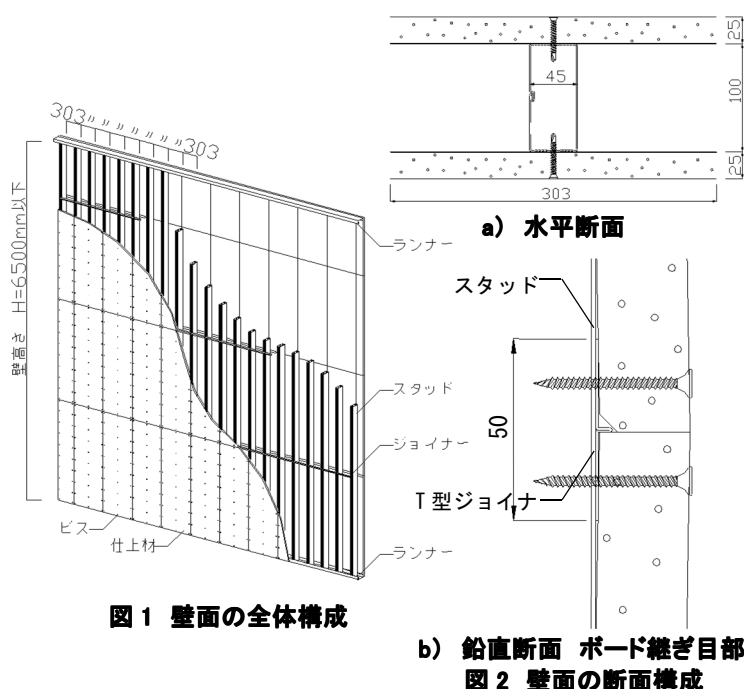 303〃〃〃〃〃〃〃303
壁高さ H=6500mm以下
ランナー
スタッド
ジョイナー
ランナー
ビス
仕上材
図1 壁面の全体構成
25
100
25
45
303
a) 水平断面
スタッド
50
T型ジョイナ
b) 鉛直断面 ボード継ぎ目部
図2 壁面の断面構成